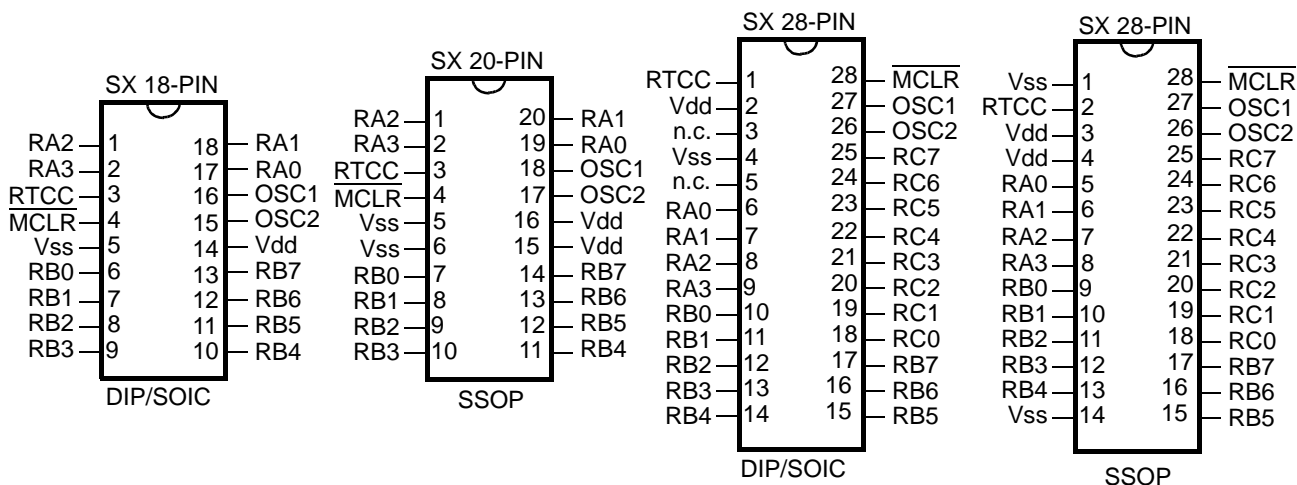 SX 18-PIN
RA2 1 18 RA1
RA3 2 17 RA0
RTCC 3 16 OSC1
MCLR 4 15 OSC2
Vss 5 14 Vdd
RB0 6 13 RB7
RB1 7 12 RB6
RB2 8 11 RB5
RB3 9 10 RB4
DIP/SOIC
SX 20-PIN
RA2 1 20 RA1
RA3 2 19 RA0
RTCC 3 18 OSC1
MCLR 4 17 OSC2
Vss 5 16 Vdd
Vss 6 15 Vdd
RB0 7 14 RB7
RB1 8 13 RB6
RB2 9 12 RB5
RB3 10 11 RB4
SSOP
SX 28-PIN
RTCC 1 28 MCLR
Vdd 2 27 OSC1
n.c. 3 26 OSC2
Vss 4 25 RC7
n.c. 5 24 RC6
RA0 6 23 RC5
RA1 7 22 RC4
RA2 8 21 RC3
RA3 9 20 RC2
RB0 10 19 RC1
RB1 11 18 RC0
RB2 12 17 RB7
RB3 13 16 RB6
RB4 14 15 RB5
DIP/SOIC
SX 28-PIN
Vss 1 28 MCLR
RTCC 2 27 OSC1
Vdd 3 26 OSC2
Vdd 4 25 RC7
RA0 5 24 RC6
RA1 6 23 RC5
RA2 7 22 RC4
RA3 8 21 RC3
RB0 9 20 RC2
RB1 10 19 RC1
RB2 11 18 RC0
RB3 12 17 RB7
RB4 13 16 RB6
Vss 14 15 RB5
SSOP